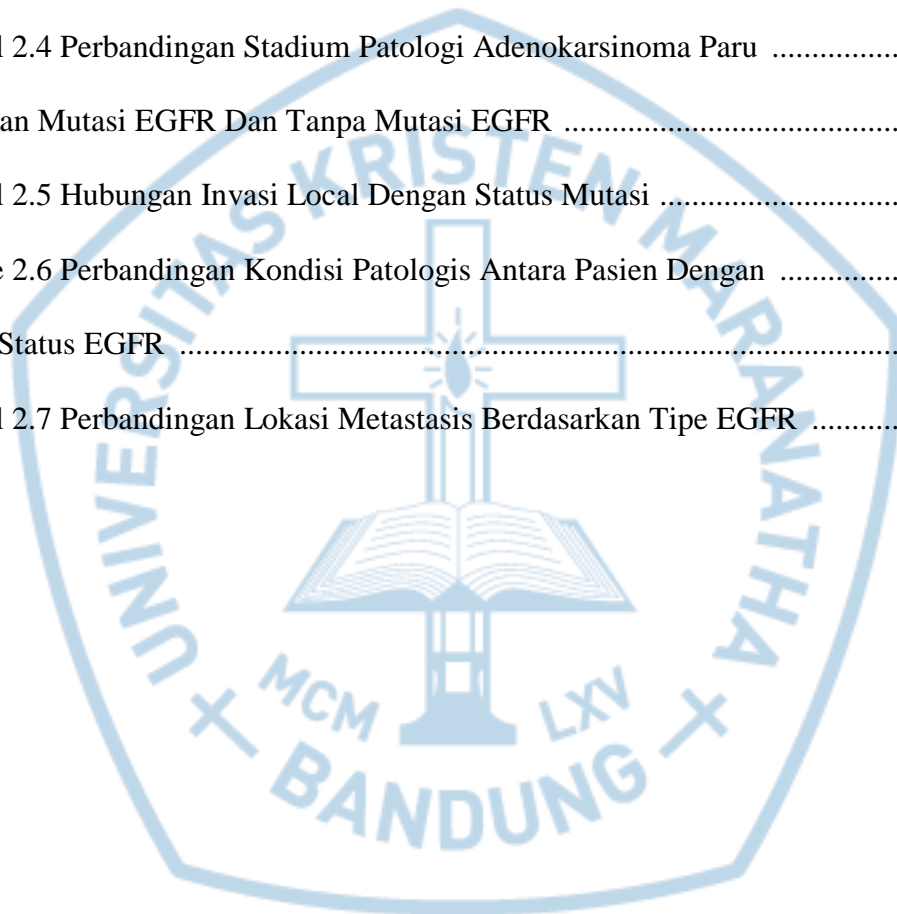 l 2.4 Perbandingan Stadium Patologi Adenokarsinoma Paru ..................
an Mutasi EGFR Dan Tanpa Mutasi EGFR ................................................
l 2.5 Hubungan Invasi Local Dengan Status Mutasi ..................................
e 2.6 Perbandingan Kondisi Patologis Antara Pasien Dengan .................
Status EGFR ....................................................................................................
l 2.7 Perbandingan Lokasi Metastasis Berdasarkan Tipe EGFR ............
UNIVERSITAS KRISTEN MARANATHA
MCM LXV
BANDUNG